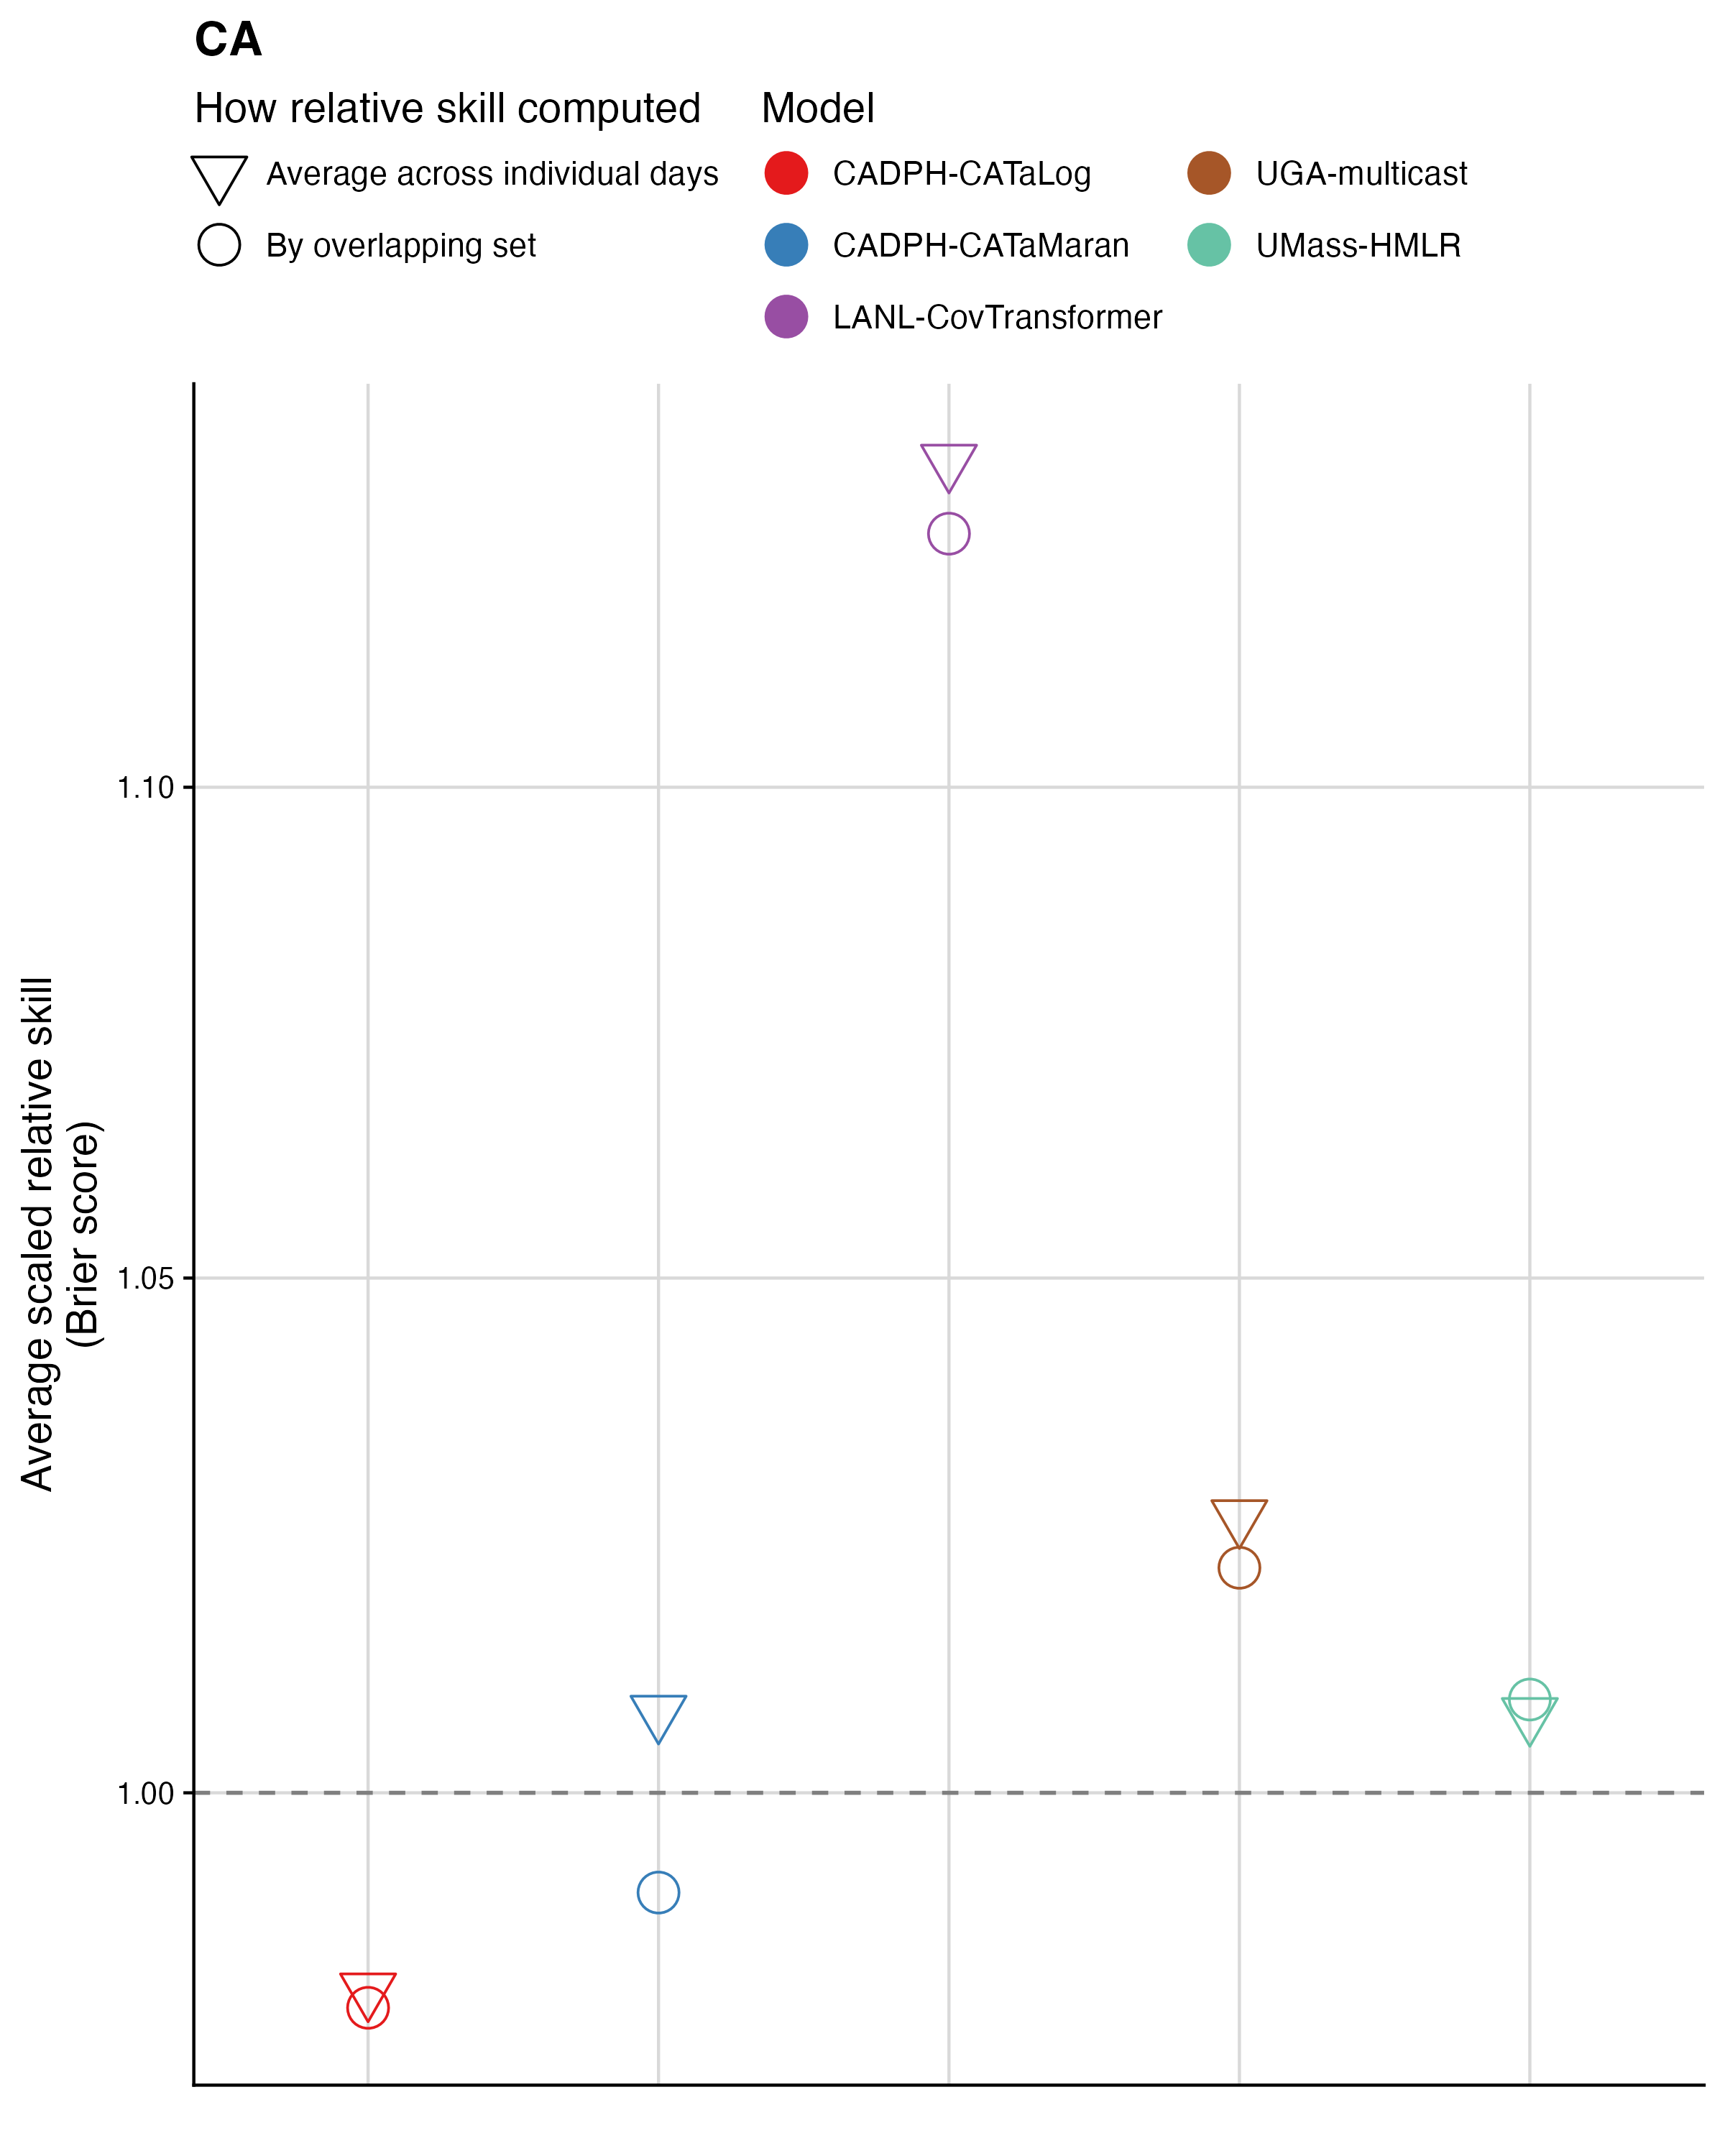 CA
How relative skill computed
Average across individual days
By overlapping set
Model
CADPH-CATaLog
CADPH-CATaMaran
LANL-CovTransformer
UGA-multicast
UMass-HMLR
Average scaled relative skill
(Brier score)
1.10
1.05
1.00